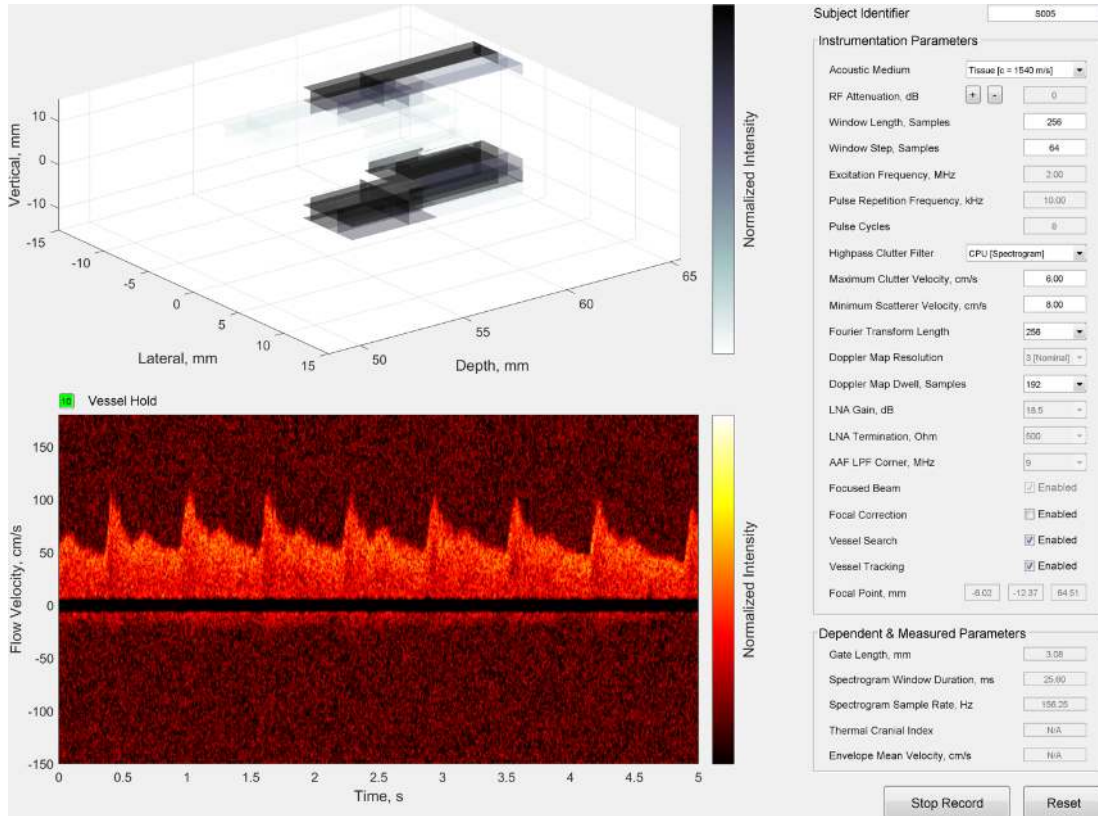 Subject Identifier S005
Instrumentation Parameters
Acoustic Medium Tissue [c = 1540 m/s]
RF Attenuation, dB + - 0
Window Length, Samples 256
Window Step, Samples 64
Excitation Frequency, MHz 2.00
Pulse Repetition Frequency, kHz 10.00
Pulse Cycles 8
Highpass Clutter Filter CPU [Spectrogram]
Maximum Clutter Velocity, cm/s 6.00
Minimum Scatterer Velocity, cm/s 8.00
Fourier Transform Length 256
Doppler Map Resolution 3 [Nominal]
Doppler Map Dwell, Samples 192
LNA Gain, dB 18.5
LNA Termination, Ohm 500
AAF LPF Corner, MHz 9
Focused Beam Enabled
Focal Correction Enabled
Vessel Search Enabled
Vessel Tracking Enabled
Focal Point, mm -6.02 -12.37 64.51
Dependent & Measured Parameters
Gate Length, mm 3.08
Spectrogram Window Duration, ms 25.60
Spectrogram Sample Rate, Hz 156.25
Thermal Cranial Index N/A
Envelope Mean Velocity, cm/s N/A
Stop Record Reset
Vertical, mm
10
0
-10
-15
-10
-5
0
5
10
15
Lateral, mm
50
55
60
65
Depth, mm
Normalized Intensity
10 Vessel Hold
Flow Velocity, cm/s
150
100
50
0
-50
-100
-150
0 0.5 1 1.5 2 2.5 3 3.5 4 4.5 5
Time, s
Normalized Intensity